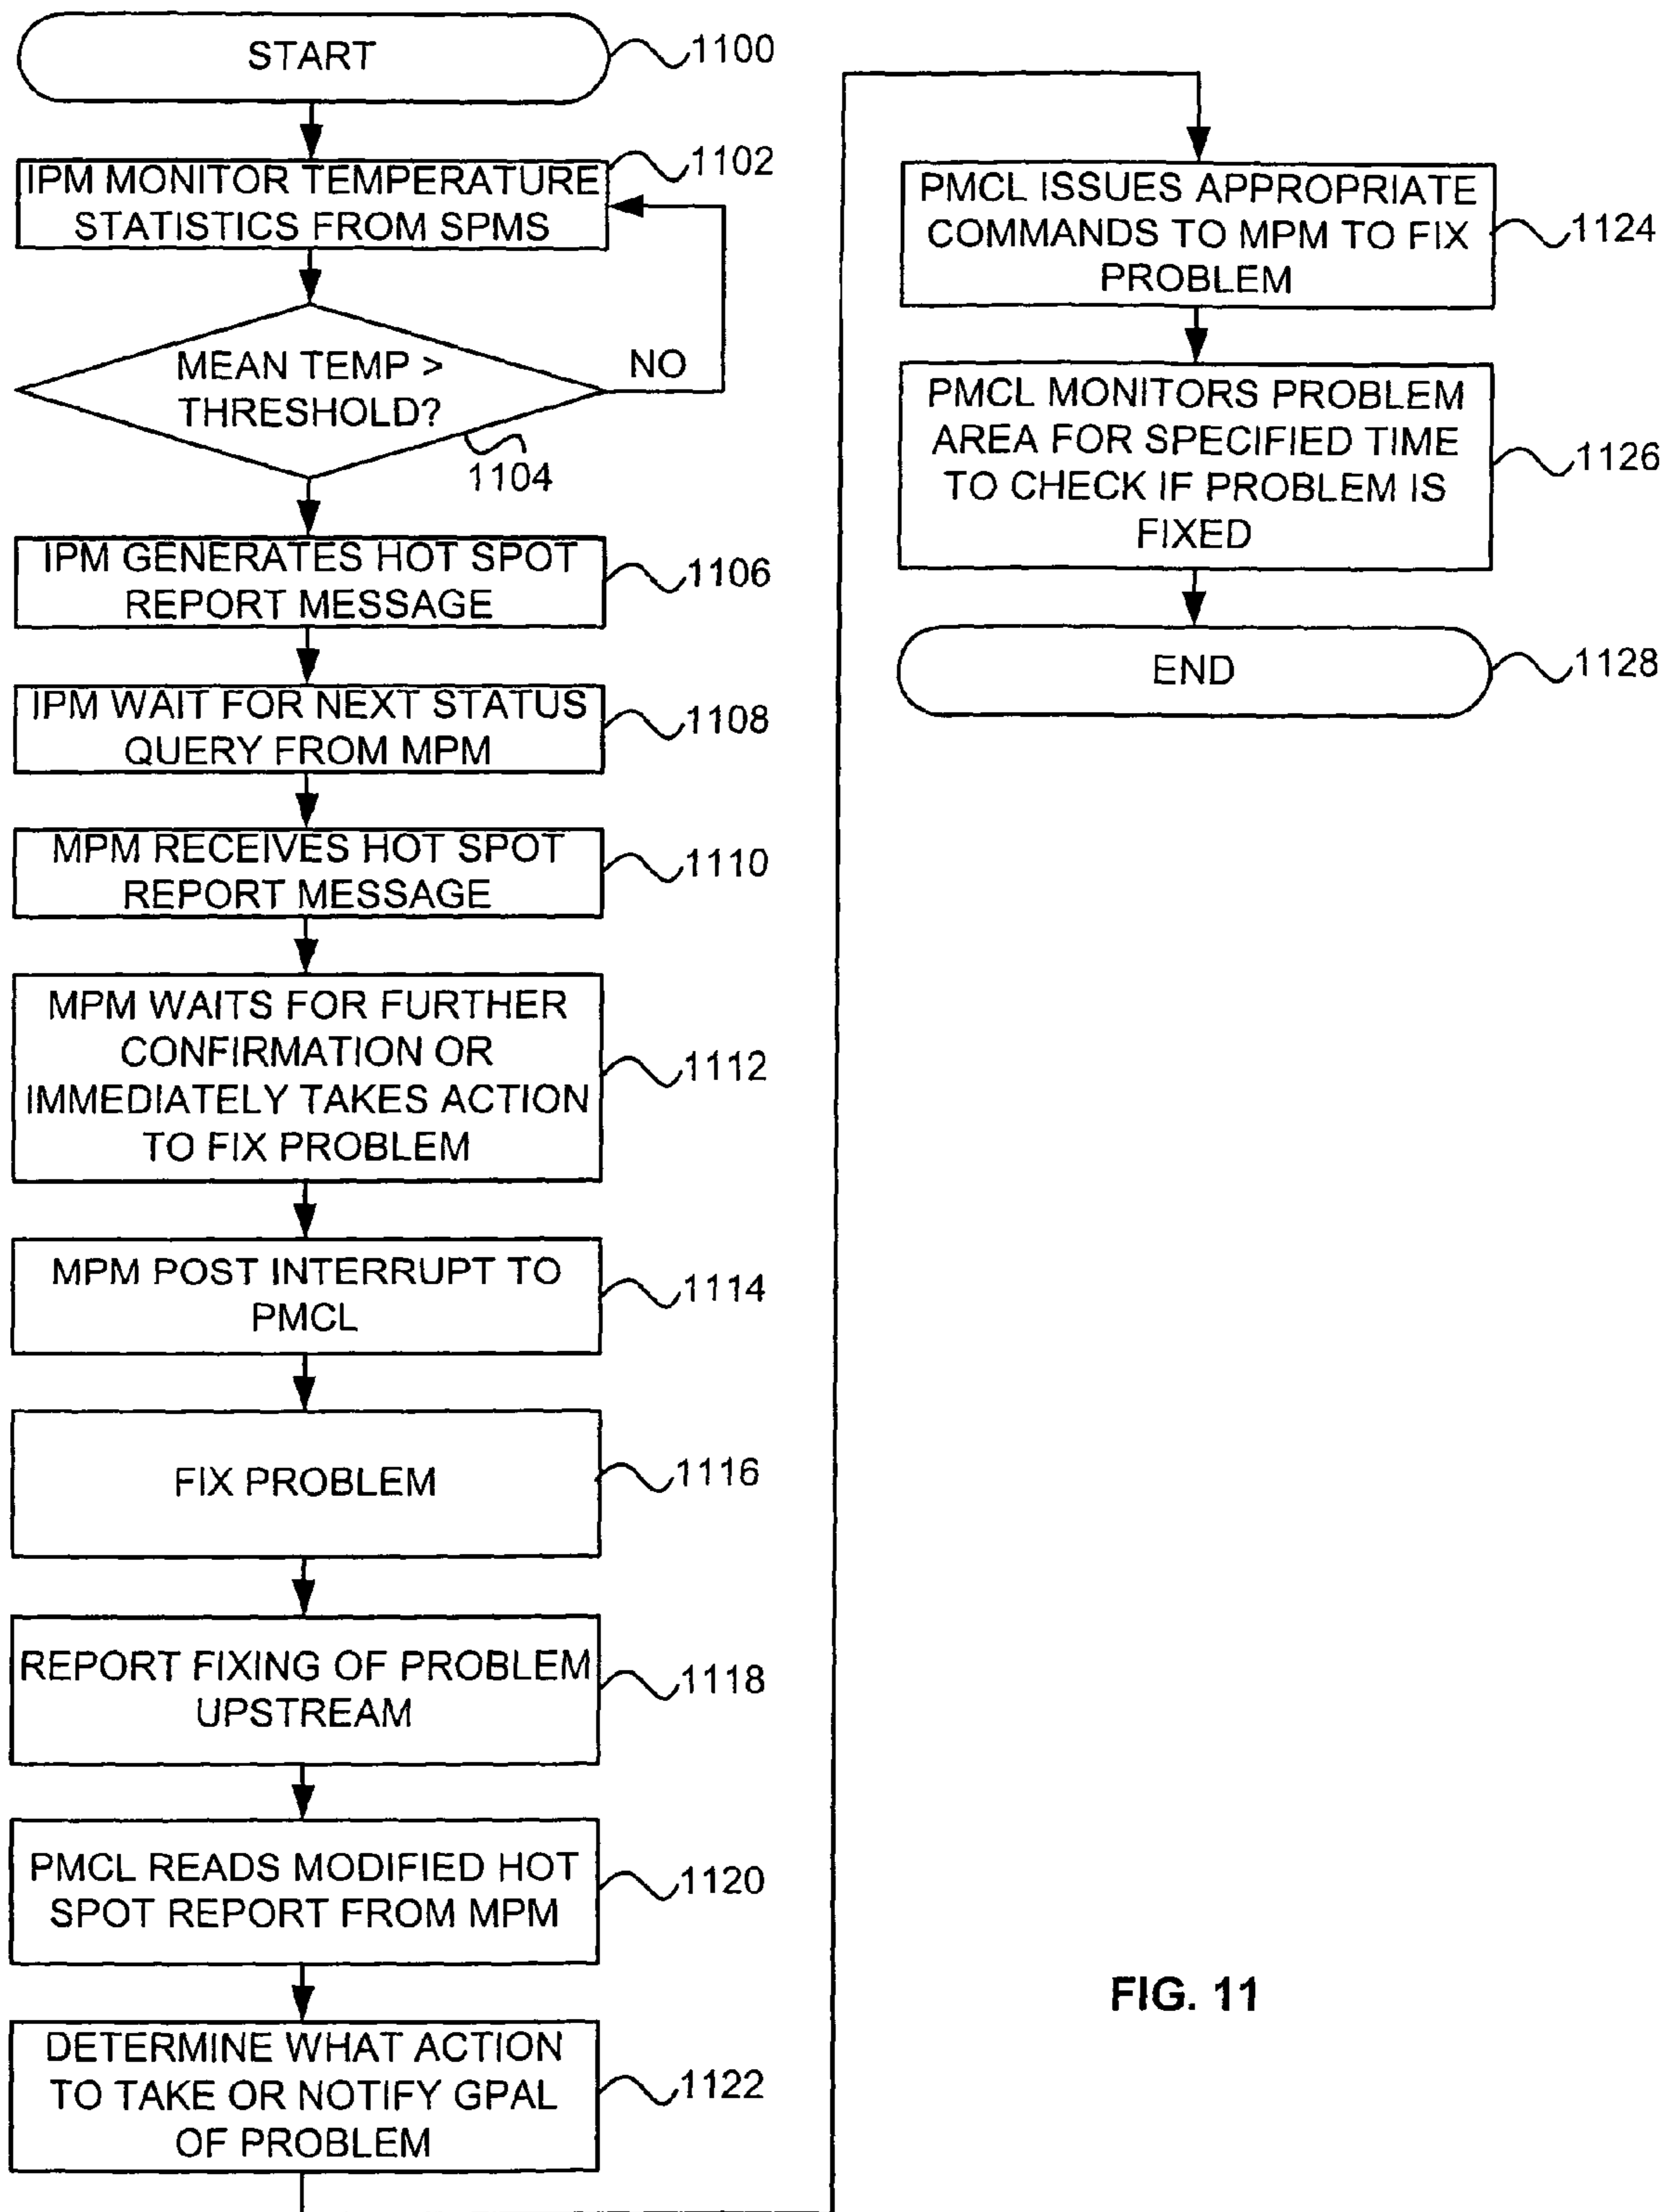 START
1100
IPM MONITOR TEMPERATURE
STATISTICS FROM SPMS
1102
MEAN TEMP >
THRESHOLD?
NO
1104
IPM GENERATES HOT SPOT
REPORT MESSAGE
1106
IPM WAIT FOR NEXT STATUS
QUERY FROM MPM
1108
MPM RECEIVES HOT SPOT
REPORT MESSAGE
1110
MPM WAITS FOR FURTHER
CONFIRMATION OR
IMMEDIATELY TAKES ACTION
TO FIX PROBLEM
1112
MPM POST INTERRUPT TO
PMCL
1114
FIX PROBLEM
1116
REPORT FIXING OF PROBLEM
UPSTREAM
1118
PMCL READS MODIFIED HOT
SPOT REPORT FROM MPM
1120
DETERMINE WHAT ACTION
TO TAKE OR NOTIFY GPAL
OF PROBLEM
1122
PMCL ISSUES APPROPRIATE
COMMANDS TO MPM TO FIX
PROBLEM
1124
PMCL MONITORS PROBLEM
AREA FOR SPECIFIED TIME
TO CHECK IF PROBLEM IS
FIXED
1126
END
1128
FIG. 11